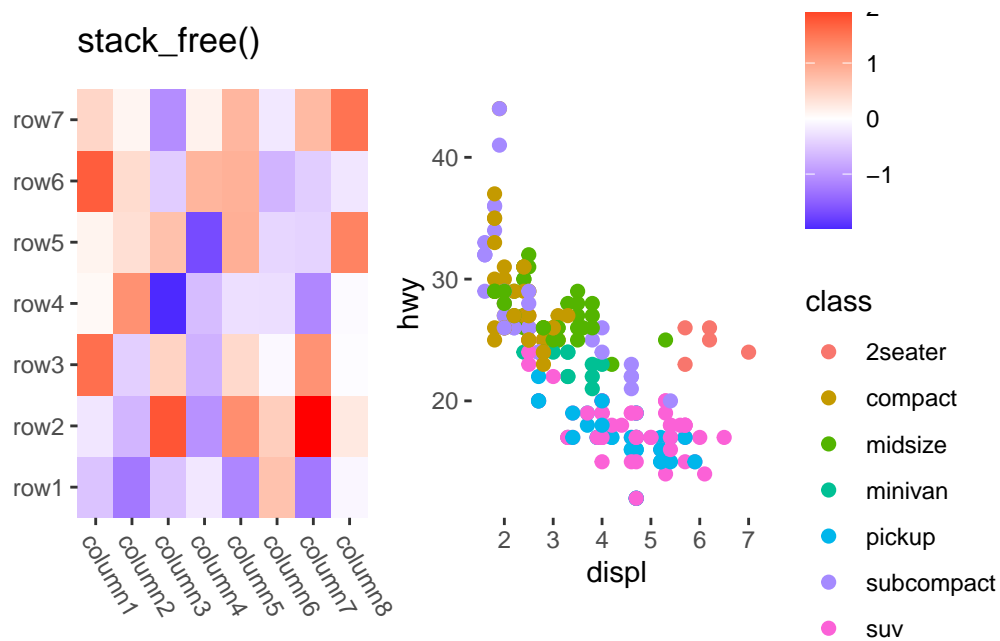 stack_free()
row7
row6
row5
row4
row3
row2
row1
column1
column2
column3
column4
column5
column6
column7
column8
hwy
40
30
20
2 3 4 5 6 7
displ
2
1
0
−1
class
2seater
compact
midsize
minivan
pickup
subcompact
suv